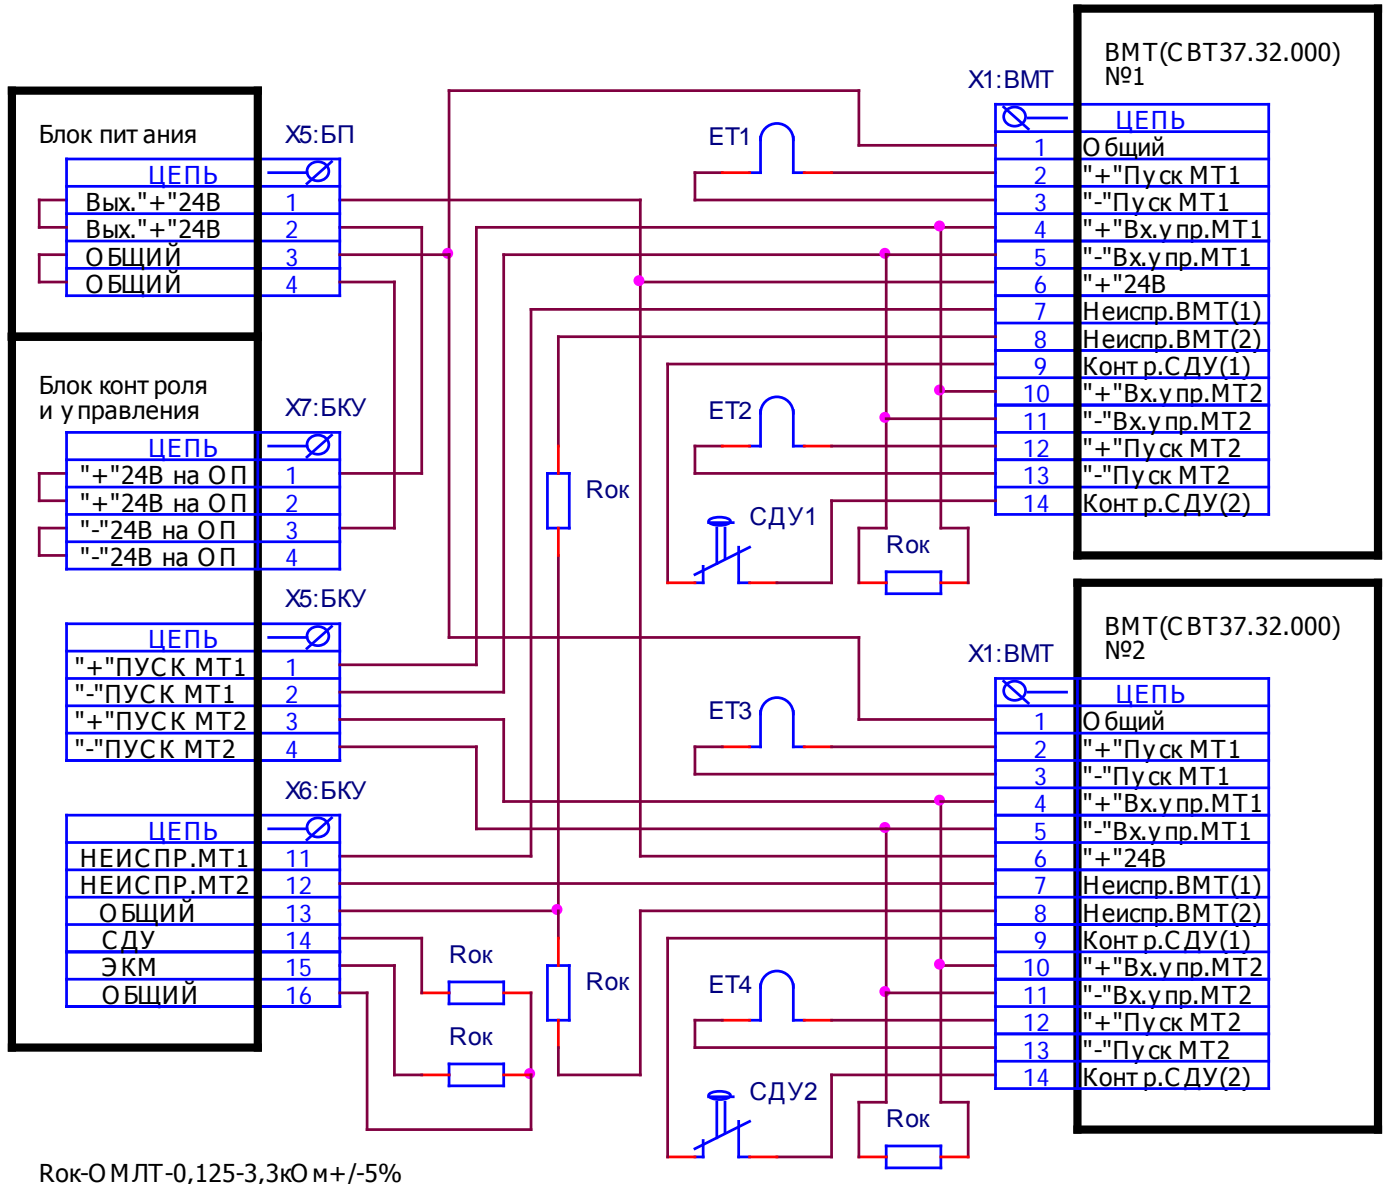 Блок питания
X5:БП
ЦЕПЬ
Вых."+"24В 1
Вых."+"24В 2
ОБЩИЙ 3
ОБЩИЙ 4
Блок контроля
и управления
X7:БКУ
ЦЕПЬ
"+"24В на ОП 1
"+"24В на ОП 2
"-"24В на ОП 3
"-"24В на ОП 4
X5:БКУ
ЦЕПЬ
"+"ПУСК МТ1 1
"-"ПУСК МТ1 2
"+"ПУСК МТ2 3
"-"ПУСК МТ2 4
X6:БКУ
ЦЕПЬ
НЕИСПР.МТ1 11
НЕИСПР.МТ2 12
ОБЩИЙ 13
СДУ 14
ЭКМ 15
ОБЩИЙ 16
Rок
Rок
Rок
Rок
ЕТ1
ЕТ2
СДУ1
Rок
ЕТ3
ЕТ4
СДУ2
Rок
ВМТ(СВТ37.32.000)
№1
X1:ВМТ
ЦЕПЬ
1 Общий
2 "+"Пуск МТ1
3 "-"Пуск МТ1
4 "+"Вх.упр.МТ1
5 "-"Вх.упр.МТ1
6 "+"24В
7 Неиспр.ВМТ(1)
8 Неиспр.ВМТ(2)
9 Контр.СДУ(1)
10 "+"Вх.упр.МТ2
11 "-"Вх.упр.МТ2
12 "+"Пуск МТ2
13 "-"Пуск МТ2
14 Контр.СДУ(2)
ВМТ(СВТ37.32.000)
№2
X1:ВМТ
ЦЕПЬ
1 Общий
2 "+"Пуск МТ1
3 "-"Пуск МТ1
4 "+"Вх.упр.МТ1
5 "-"Вх.упр.МТ1
6 "+"24В
7 Неиспр.ВМТ(1)
8 Неиспр.ВМТ(2)
9 Контр.СДУ(1)
10 "+"Вх.упр.МТ2
11 "-"Вх.упр.МТ2
12 "+"Пуск МТ2
13 "-"Пуск МТ2
14 Контр.СДУ(2)
Rок-ОМЛТ-0,125-3,3кОм+/-5%